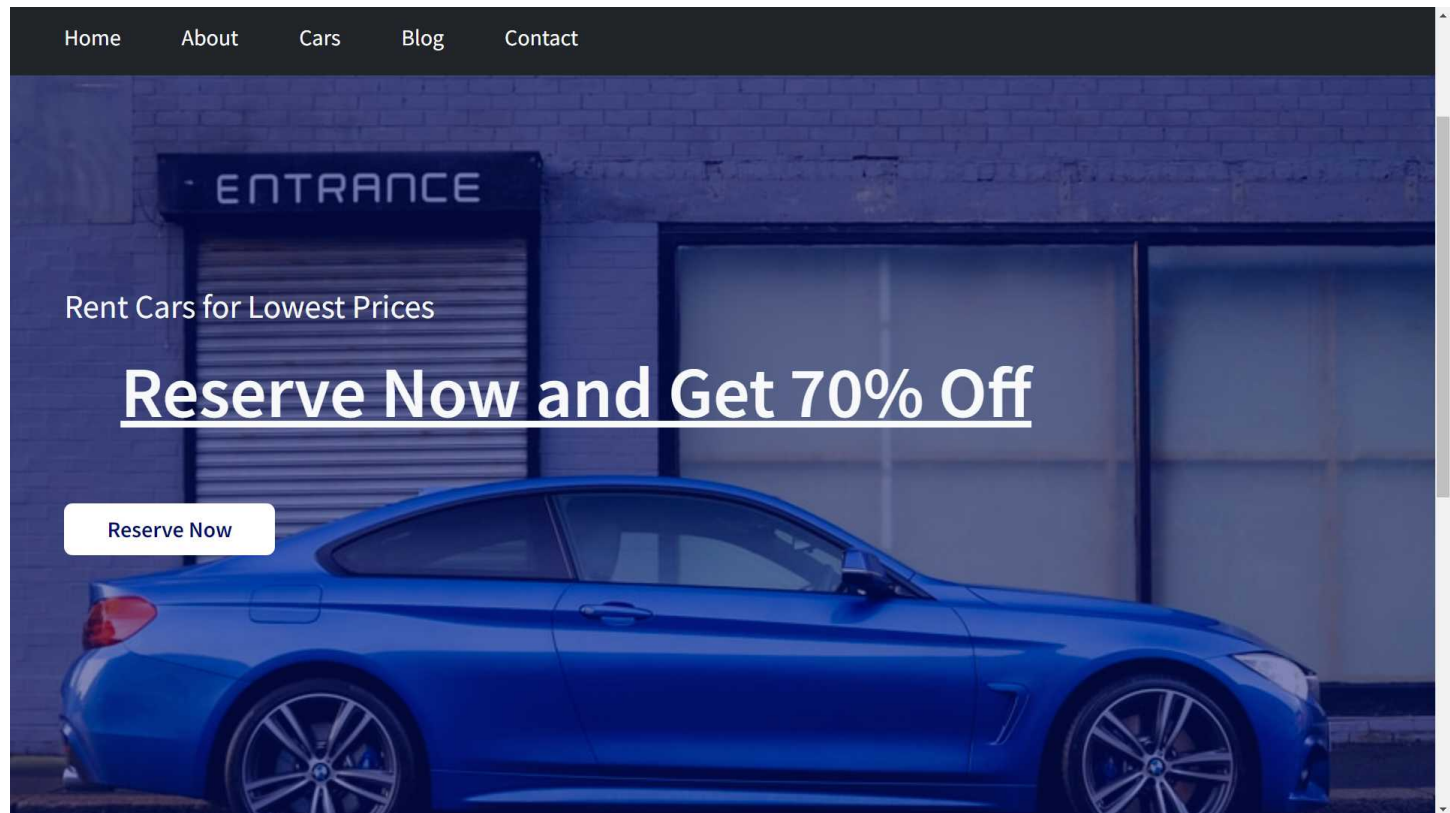 Home About Cars Blog Contact
ENTRANCE
Rent Cars for Lowest Prices
Reserve Now and Get 70% Off
Reserve Now